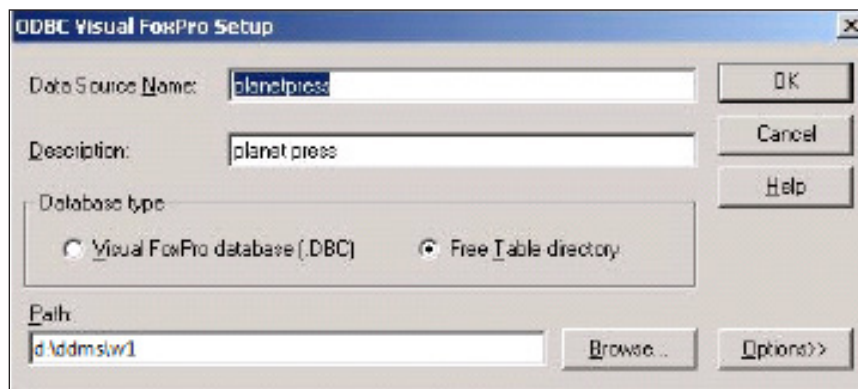 ODBC Visual FoxPro Setup
Data Source Name: planetpress OK
Description: planet press Cancel
Help
Database type
Visual FoxPro database (.DBC) Free Table directory
Path:
d:\ddms\w1 Browse... Options>>